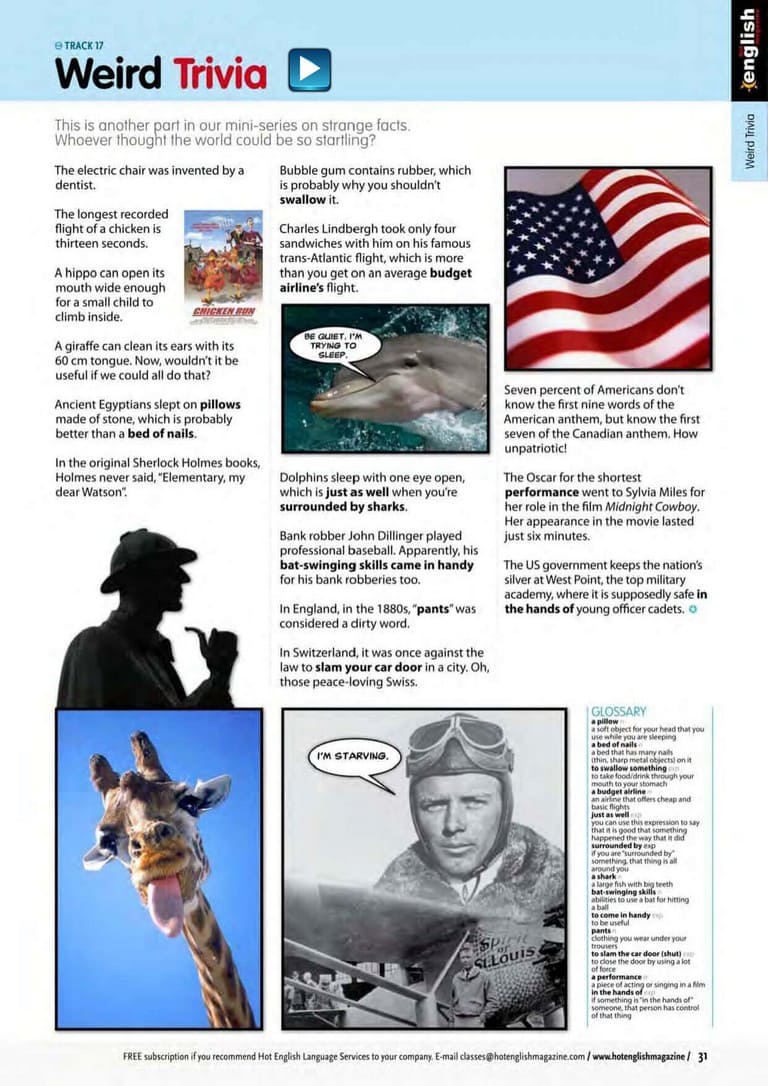 TRACK 17
Weird Trivia
english
Weird Trivia
This is another part in our mini-series on strange facts.
Whoever thought the world could be so startling?
The electric chair was invented by a
dentist.
The longest recorded
flight of a chicken is
thirteen seconds.
A hippo can open its
mouth wide enough
for a small child to
climb inside.
CHICKEN RUN
A giraffe can clean its ears with its
60 cm tongue. Now, wouldn't it be
useful if we could all do that?
Ancient Egyptians slept on pillows
made of stone, which is probably
better than a bed of nails.
In the original Sherlock Holmes books,
Holmes never said, "Elementary, my
dear Watson".
Bubble gum contains rubber, which
is probably why you shouldn't
swallow it.
Charles Lindbergh took only four
sandwiches with him on his famous
trans-Atlantic flight, which is more
than you get on an average budget
airline's flight.
BE QUIET. I'M
TRYING TO
SLEEP.
Dolphins sleep with one eye open,
which is just as well when you're
surrounded by sharks.
Bank robber John Dillinger played
professional baseball. Apparently, his
bat-swinging skills came in handy
for his bank robberies too.
In England, in the 1880s, "pants" was
considered a dirty word.
In Switzerland, it was once against the
law to slam your car door in a city. Oh,
those peace-loving Swiss.
Seven percent of Americans don't
know the first nine words of the
American anthem, but know the first
seven of the Canadian anthem. How
unpatriotic!
The Oscar for the shortest
performance went to Sylvia Miles for
her role in the film Midnight Cowboy.
Her appearance in the movie lasted
just six minutes.
The US government keeps the nation's
silver at West Point, the top military
academy, where it is supposedly safe in
the hands of young officer cadets.
I'M STARVING.
Spirit
of
St. Louis
GLOSSARY
a pillow n
a soft object for your head that you
use while you are sleeping
a bed of nails n
a bed that has many nails
(thin, sharp metal objects) on it
to swallow something exp
to take food/drink through your
mouth to your stomach
a budget airline n
an airline that offers cheap and
basic flights
just as well exp
you can use this expression to say
that it is good that something
happened the way that it did
surrounded by exp
if you are "surrounded by"
something, that thing is all
around you
a shark n
a large fish with big teeth
bat-swinging skills n
abilities to use a bat for hitting
a ball
to come in handy exp
to be useful
pants n
clothing you wear under your
trousers
to slam the car door (shut) exp
to close the door by using a lot
of force
a performance n
a piece of acting or singing in a film
in the hands of exp
if something is "in the hands of"
someone, that person has control
of that thing
FREE subscription if you recommend Hot English Language Services to your company. E-mail classes@hotenglishmagazine.com / www.hotenglishmagazine / 31